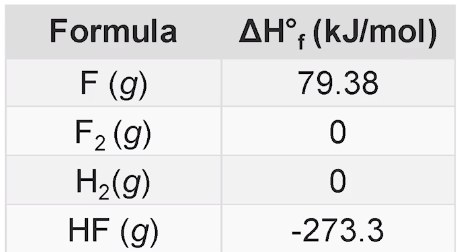 Formula ΔH°f (kJ/mol)
F (g) 79.38
F₂ (g) 0
H₂(g) 0
HF (g) -273.3